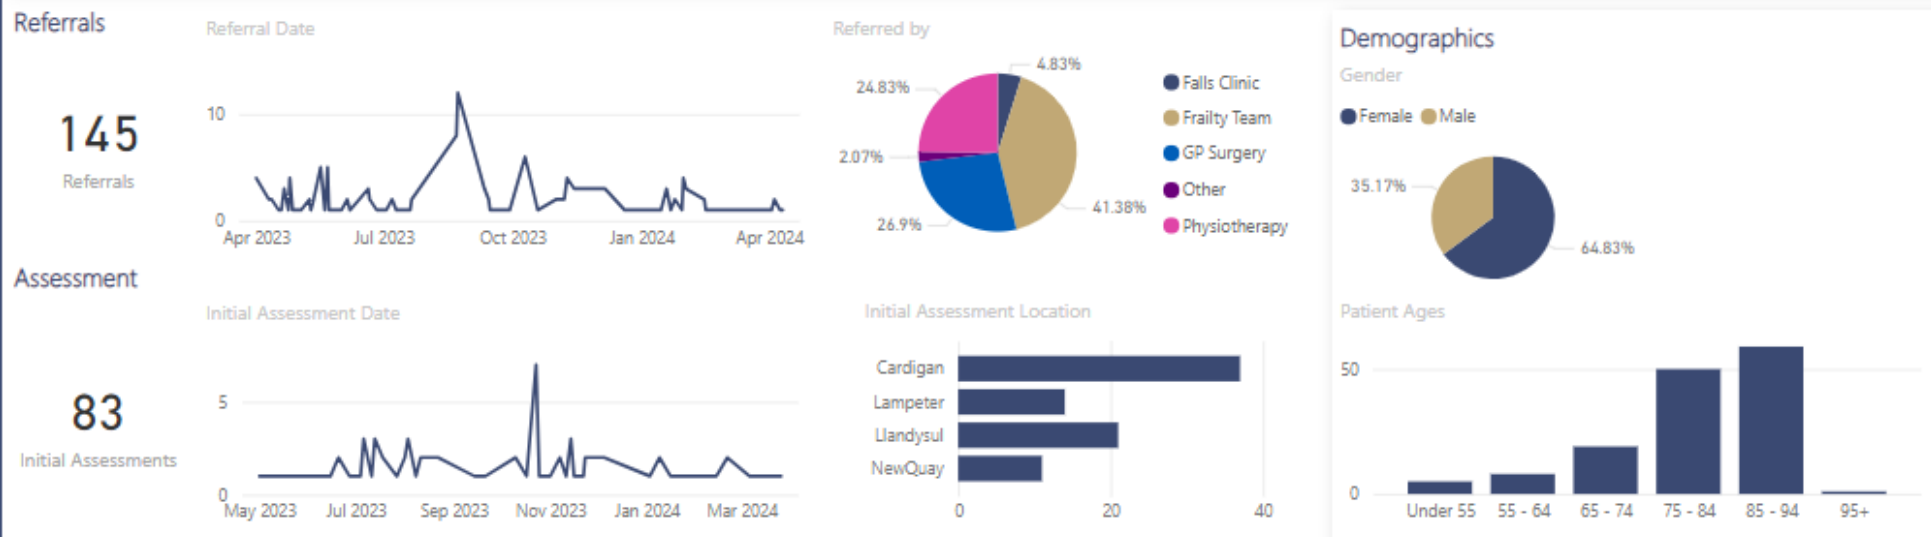 Referrals
Referral Date
145
Referrals
10
0
Apr 2023 Jul 2023 Oct 2023 Jan 2024 Apr 2024
Referred by
4.83%
24.83%
2.07%
26.9%
41.38%
Falls Clinic
Frailty Team
GP Surgery
Other
Physiotherapy
Demographics
Gender
Female Male
35.17%
64.83%
Assessment
Initial Assessment Date
83
Initial Assessments
5
0
May 2023 Jul 2023 Sep 2023 Nov 2023 Jan 2024 Mar 2024
Initial Assessment Location
Cardigan
Lampeter
Llandysul
NewQuay
0 20 40
Patient Ages
50
0
Under 55 55 - 64 65 - 74 75 - 84 85 - 94 95+